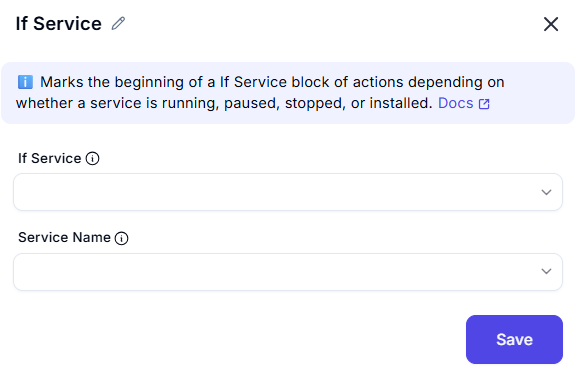 If Service
Marks the beginning of a If Service block of actions depending on
whether a service is running, paused, stopped, or installed. Docs
If Service
Service Name
Save